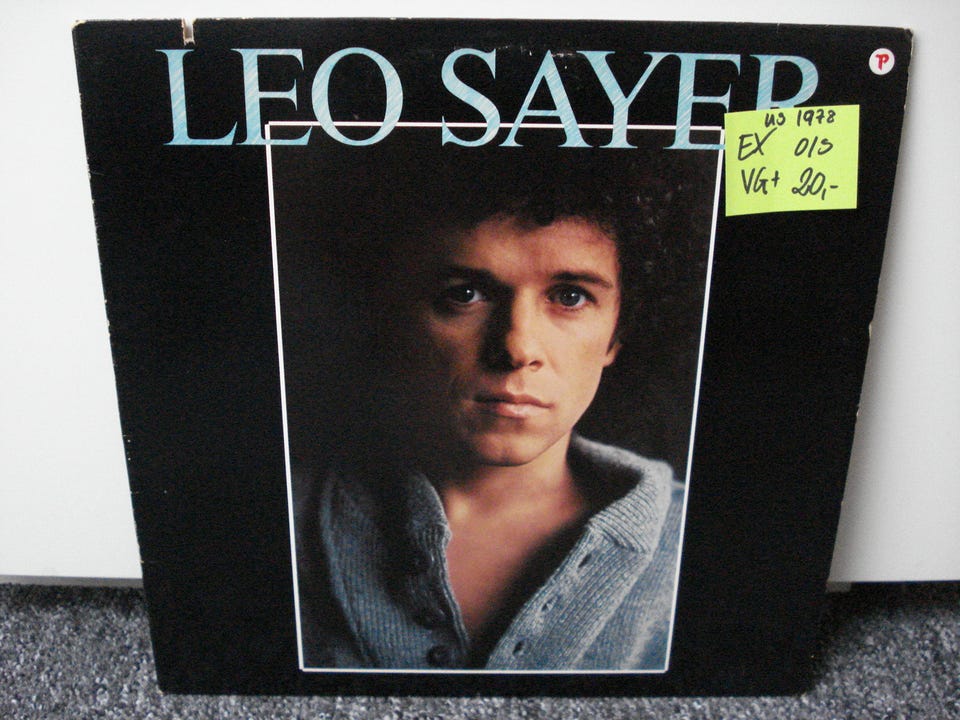 LEO SAYER
P
US 1978
EX O/S
VG+ 20,-